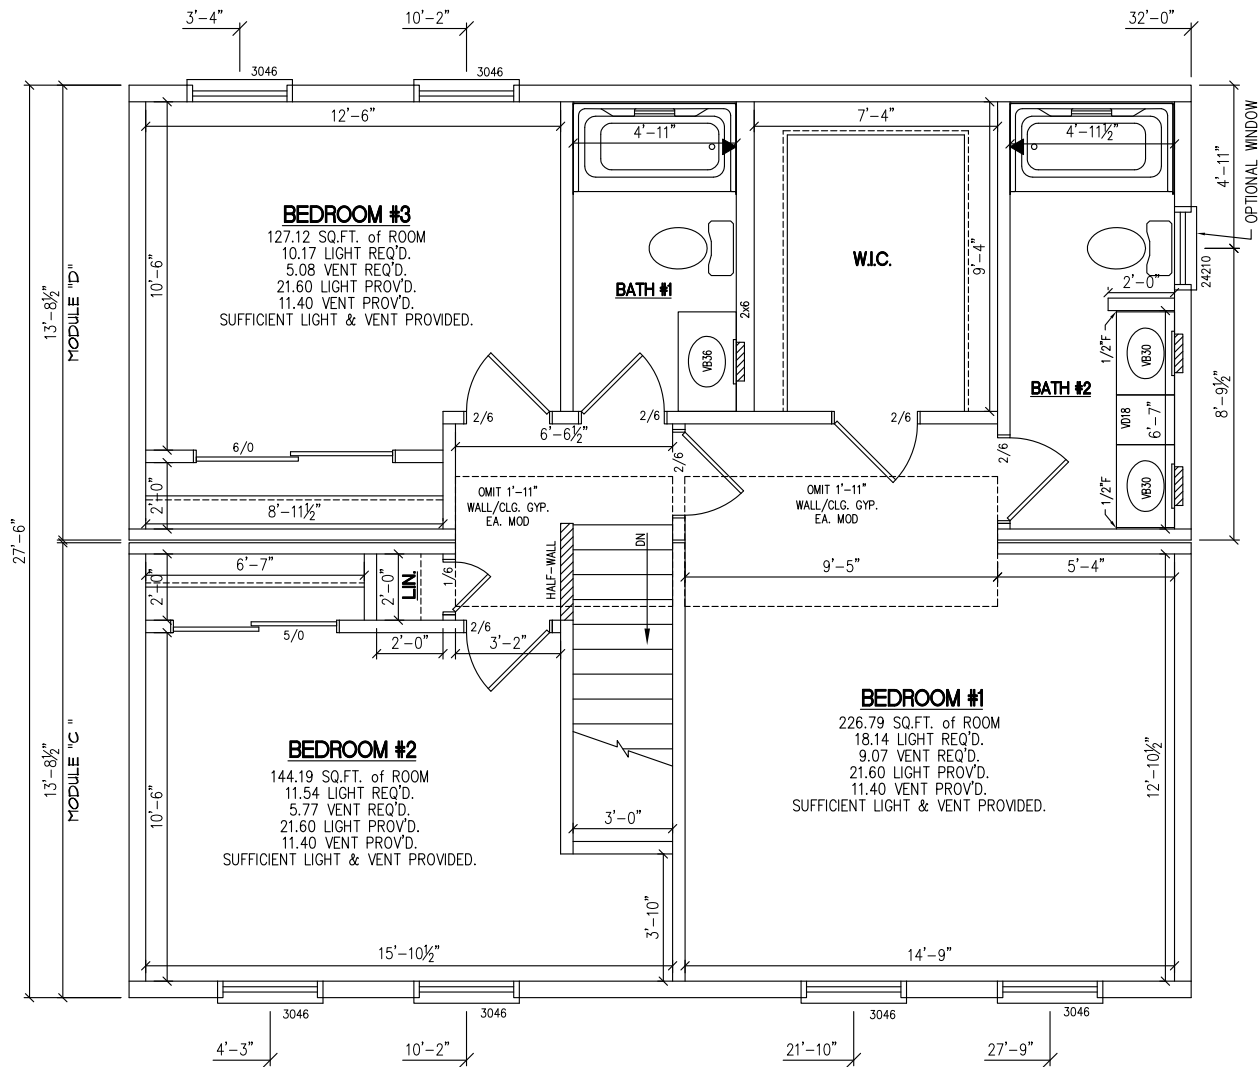 3'-4"
10'-2"
32'-0"
3046
3046
12'-6"
4'-11"
7'-4"
4'-11½"
4'-11"
OPTIONAL WINDOW
BEDROOM #3
127.12 SQ.FT. of ROOM
10.17 LIGHT REQ'D.
5.08 VENT REQ'D.
21.60 LIGHT PROV'D.
11.40 VENT PROV'D.
SUFFICIENT LIGHT & VENT PROVIDED.
10'-6"
13'-8½"
MODULE "D"
BATH #1
2x6
W.I.C.
9'-4"
24210
2'-0"
1/2"F
VB30
VB36
BATH #2
VD18
6'-7"
8'-9½"
1/2"F
VB30
2/6
2/6
2/6
2/6
2/6
6'-6½"
6/0
2'-0"
8'-11½"
OMIT 1'-11"
WALL/CLG. GYP.
EA. MOD
OMIT 1'-11"
WALL/CLG. GYP.
EA. MOD
27'-6"
DN
HALF-WALL
6'-7"
2'-0"
2'-0"
LIN.
1/6
9'-5"
5'-4"
5/0
2/6
2'-0"
3'-2"
13'-8½"
MODULE "C "
10'-6"
BEDROOM #2
144.19 SQ.FT. of ROOM
11.54 LIGHT REQ'D.
5.77 VENT REQ'D.
21.60 LIGHT PROV'D.
11.40 VENT PROV'D.
SUFFICIENT LIGHT & VENT PROVIDED.
BEDROOM #1
226.79 SQ.FT. of ROOM
18.14 LIGHT REQ'D.
9.07 VENT REQ'D.
21.60 LIGHT PROV'D.
11.40 VENT PROV'D.
SUFFICIENT LIGHT & VENT PROVIDED.
12'-10½"
3'-0"
3'-10"
15'-10½"
14'-9"
3046
3046
3046
3046
4'-3"
10'-2"
21'-10"
27'-9"